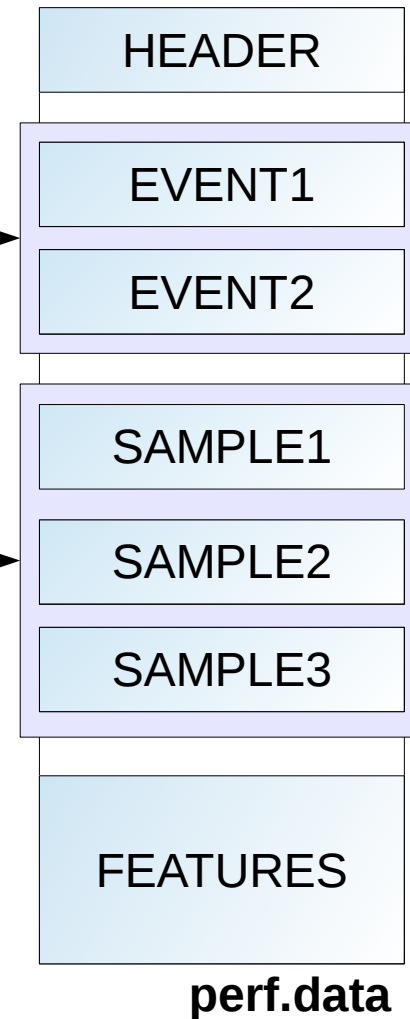 HEADER
EVENT1
EVENT2
SAMPLE1
SAMPLE2
SAMPLE3
FEATURES
perf.data